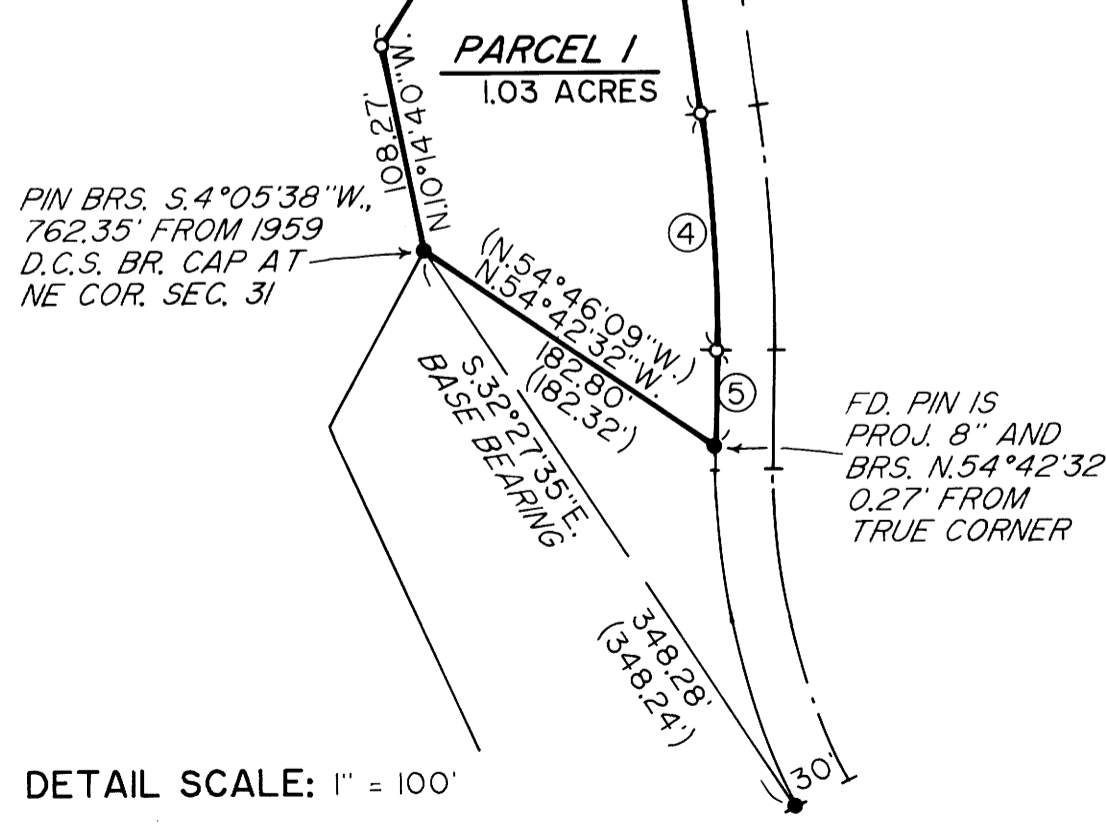 PARCEL 1
1.03 ACRES
108.27'
N.10°14'40"W.
PIN BRS. S.4°05'38"W.,
762.35' FROM 1959
D.C.S. BR. CAP AT
NE COR. SEC. 31
(N.54°46'09"W.)
N.54°42'32"W.
182.80'
(182.32')
4
5
S.32°27'35"E.
BASE BEARING
FD. PIN IS
PROJ. 8" AND
BRS. N.54°42'32
0.27' FROM
TRUE CORNER
348.28'
(348.24')
30'
DETAIL SCALE: 1" = 100'